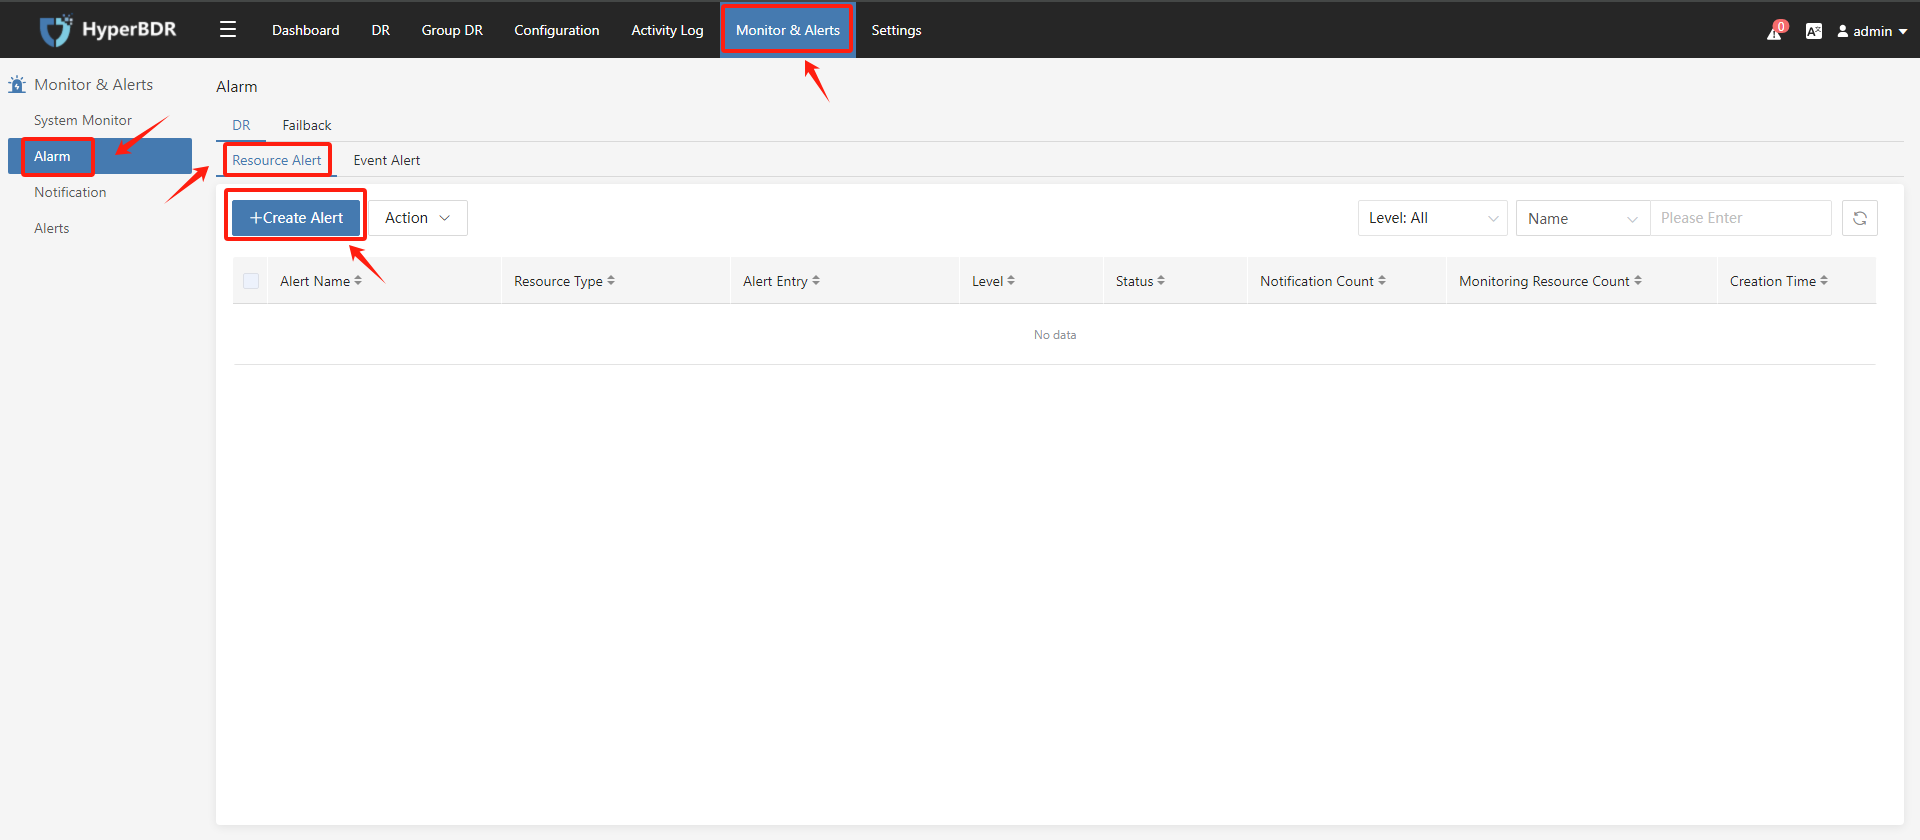 HyperBDR
Dashboard DR Group DR Configuration Activity Log Monitor & Alerts Settings
0
admin
Monitor & Alerts
System Monitor
Alarm
Notification
Alerts
Alarm
DR Failback
Resource Alert Event Alert
+Create Alert Action
Level: All Name Please Enter
Alert Name Resource Type Alert Entry Level Status Notification Count Monitoring Resource Count Creation Time
No data